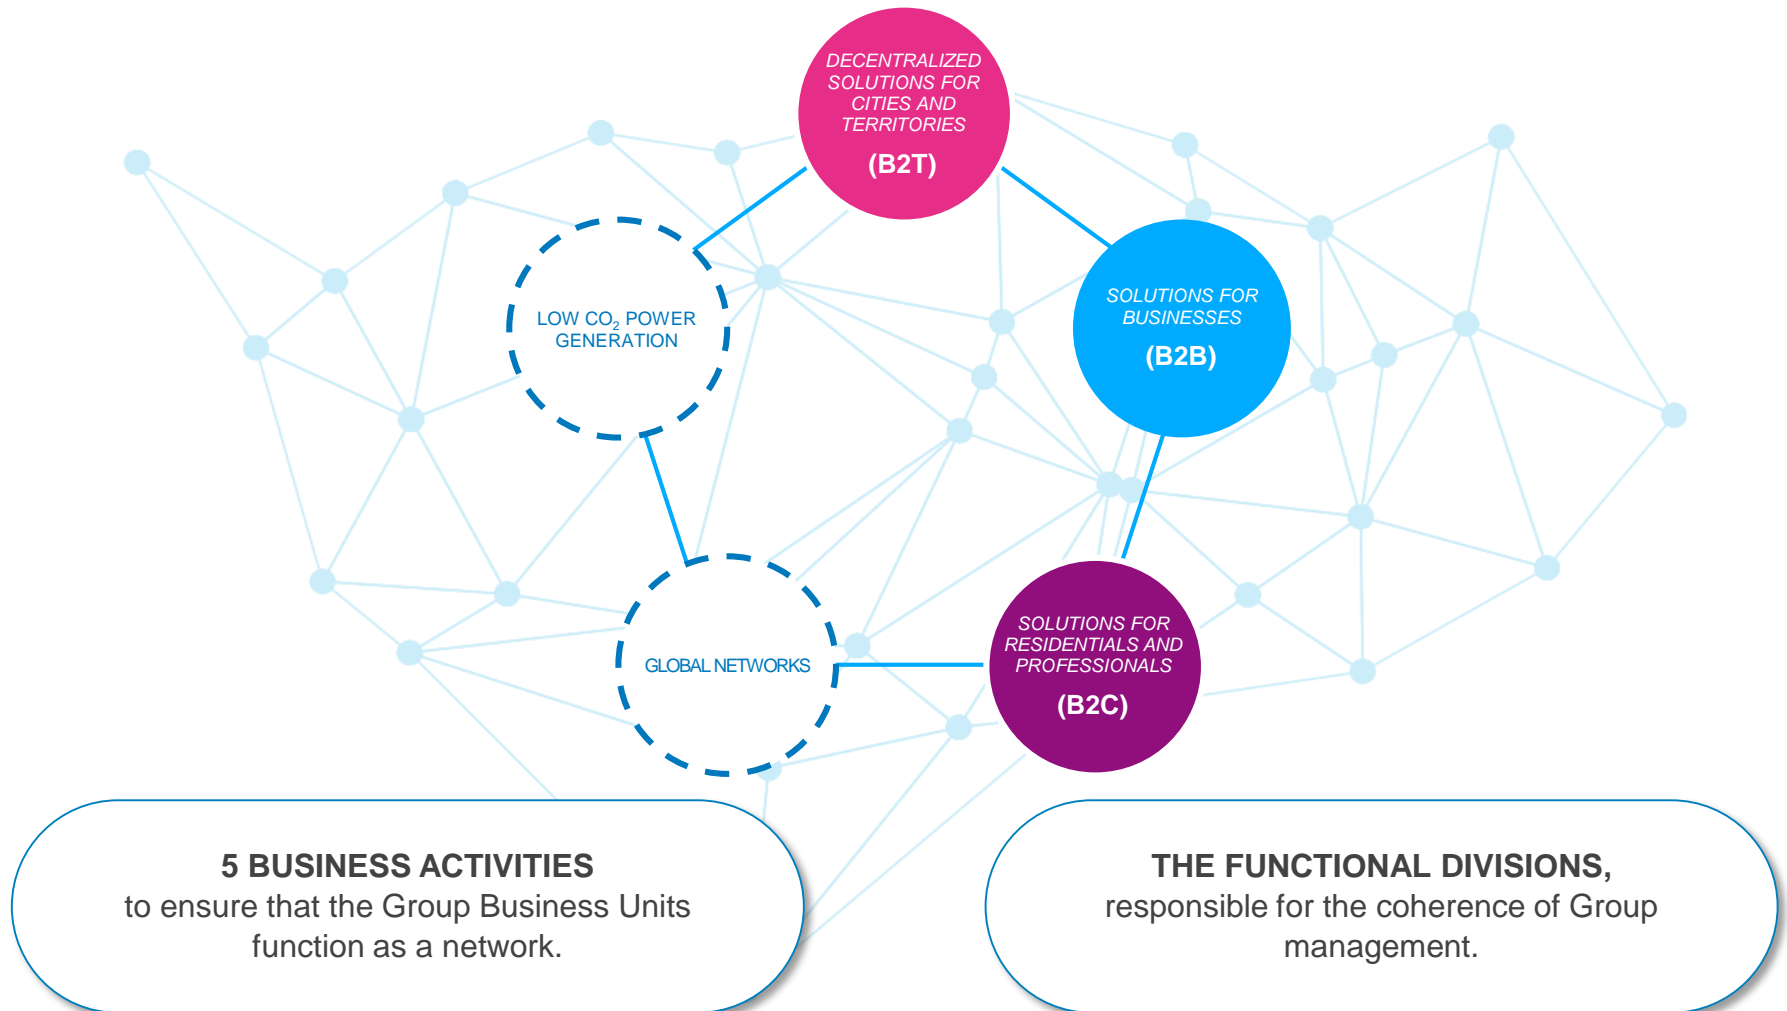 DECENTRALIZED
SOLUTIONS FOR
CITIES AND
TERRITORIES
(B2T)
LOW CO₂ POWER
GENERATION
SOLUTIONS FOR
BUSINESSES
(B2B)
GLOBAL NETWORKS
SOLUTIONS FOR
RESIDENTIALS AND
PROFESSIONALS
(B2C)
5 BUSINESS ACTIVITIES
to ensure that the Group Business Units
function as a network.
THE FUNCTIONAL DIVISIONS,
responsible for the coherence of Group
management.